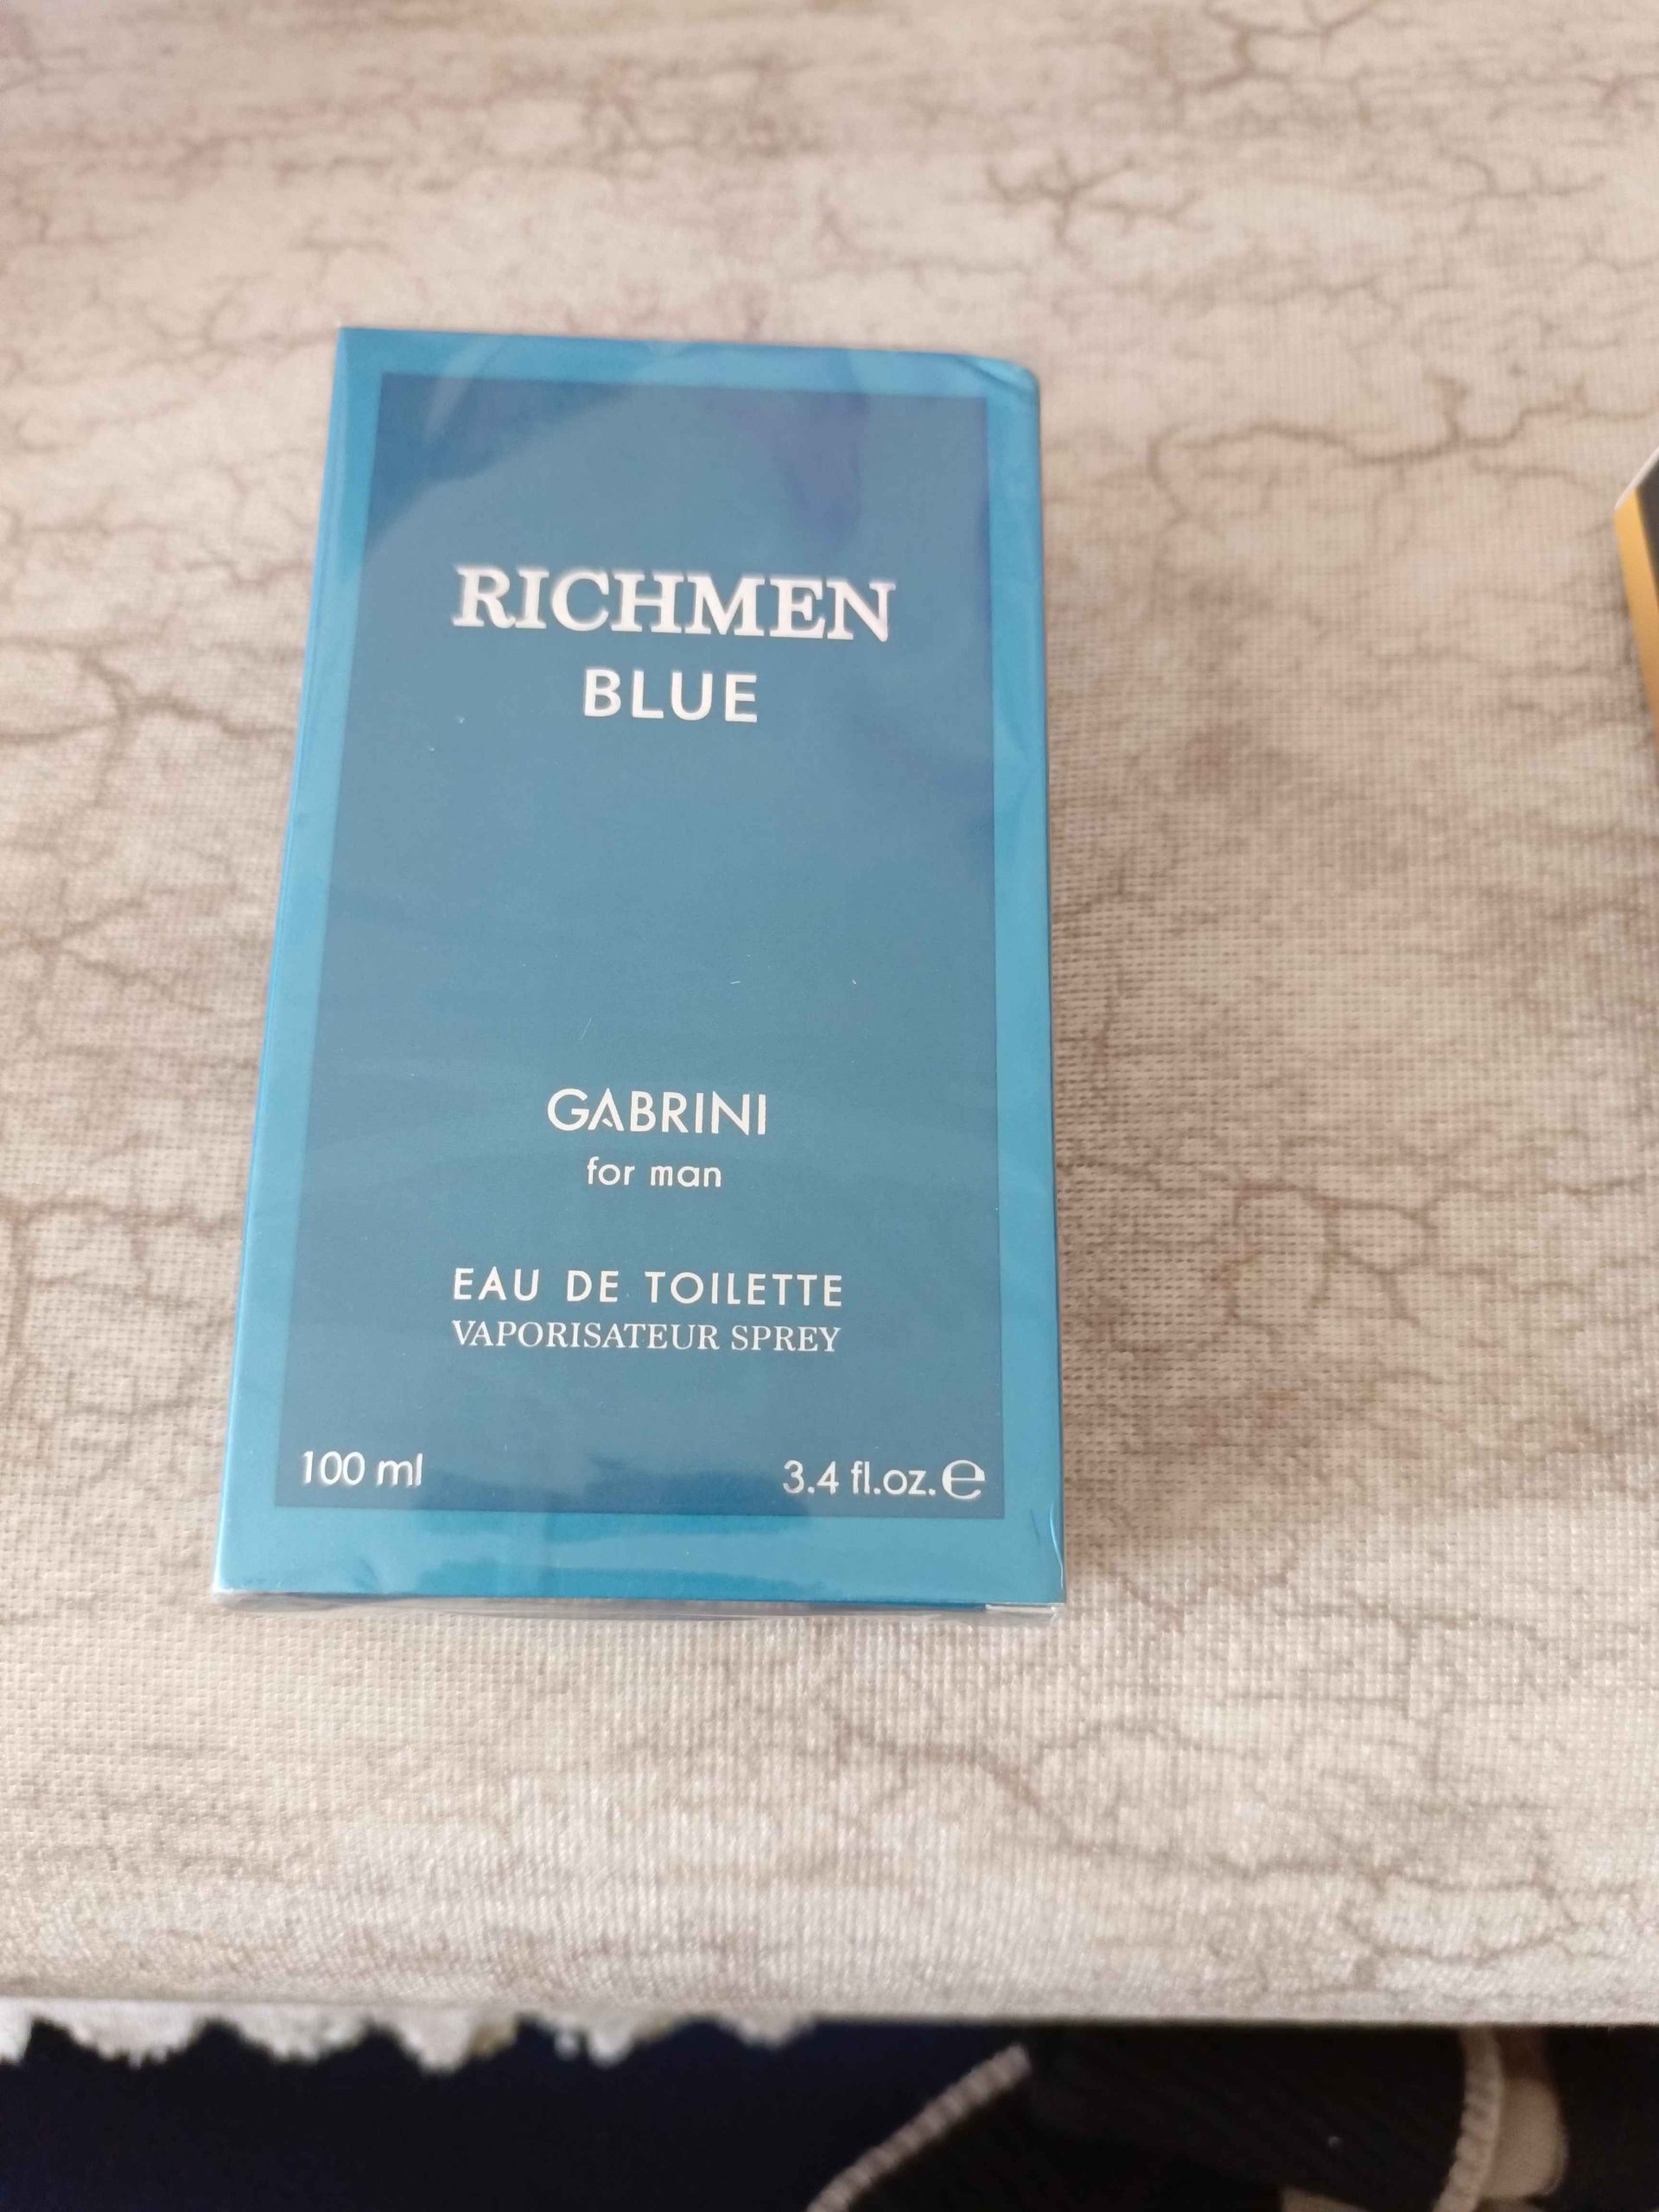 RICHMEN
BLUE
GABRINI
for man
EAU DE TOILETTE
VAPORISATEUR SPREY
100 ml
3.4 fl.oz.℮